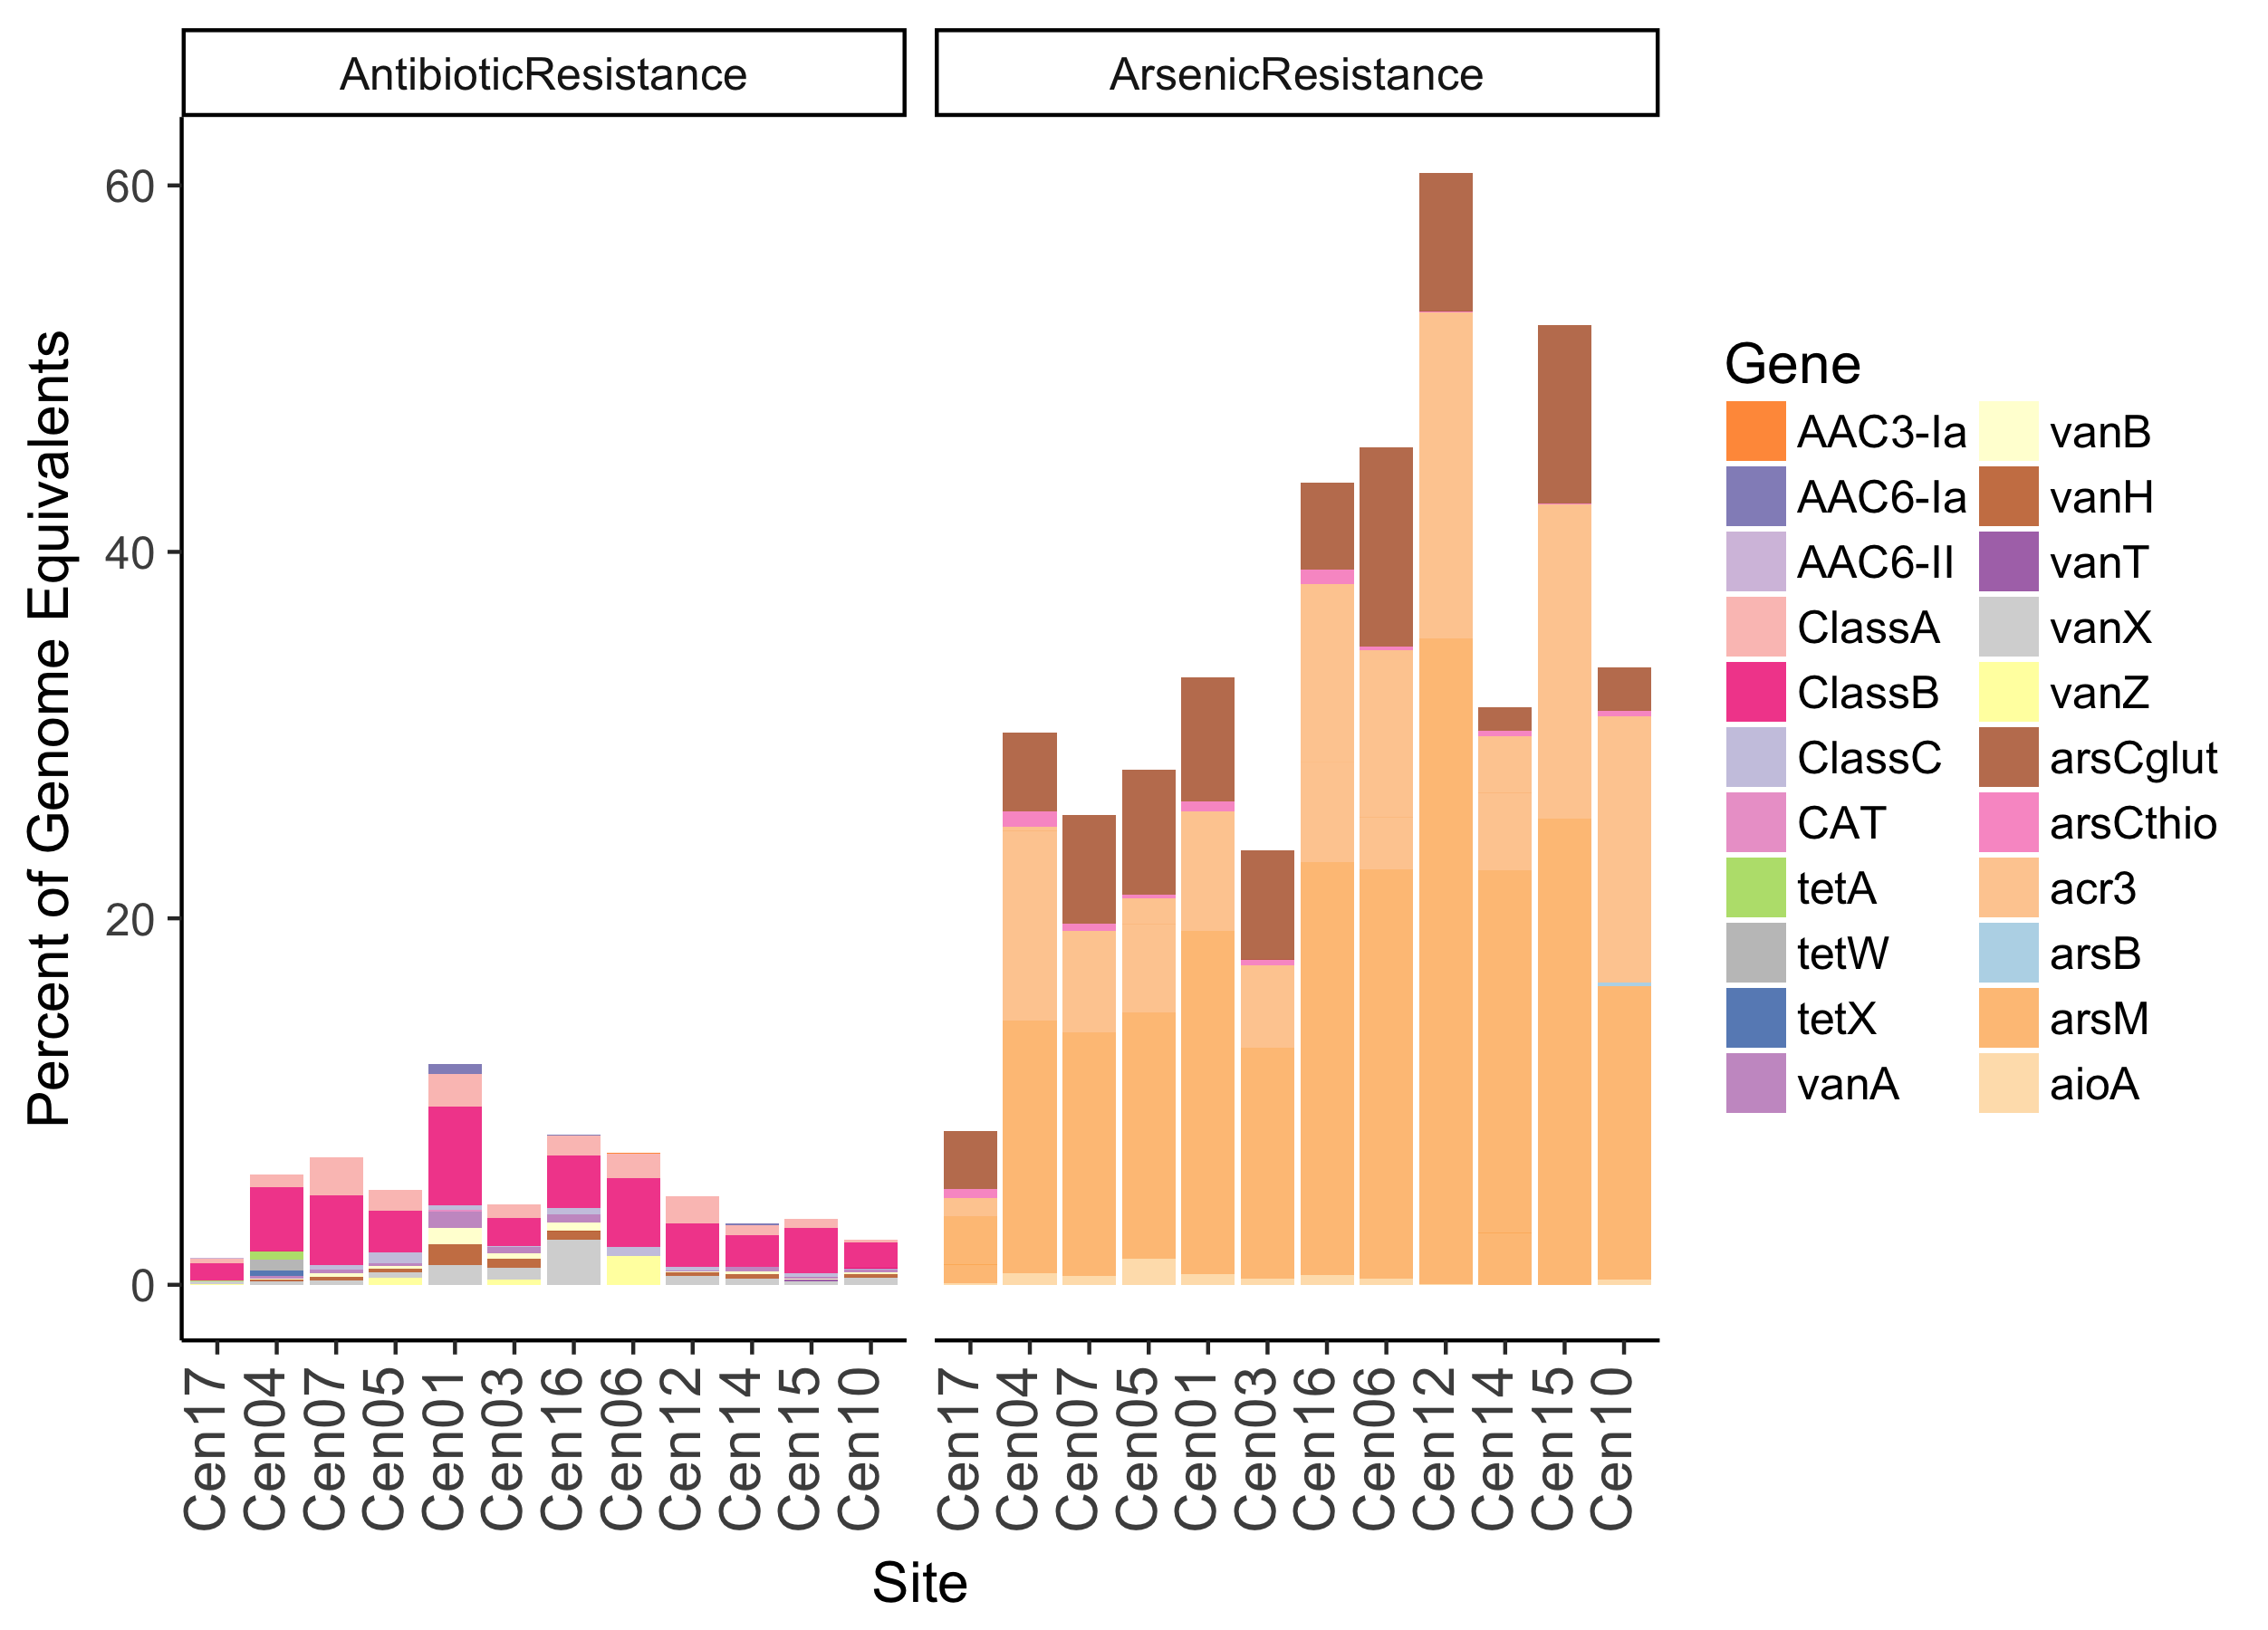 AntibioticResistance
ArsenicResistance
Percent of Genome Equivalents
60
40
20
0
Cen17
Cen04
Cen07
Cen05
Cen01
Cen03
Cen16
Cen06
Cen12
Cen14
Cen15
Cen10
Cen17
Cen04
Cen07
Cen05
Cen01
Cen03
Cen16
Cen06
Cen12
Cen14
Cen15
Cen10
Site
Gene
AAC3-Ia
AAC6-Ia
AAC6-II
ClassA
ClassB
ClassC
CAT
tetA
tetW
tetX
vanA
vanB
vanH
vanT
vanX
vanZ
arsCglut
arsCthio
acr3
arsB
arsM
aioA